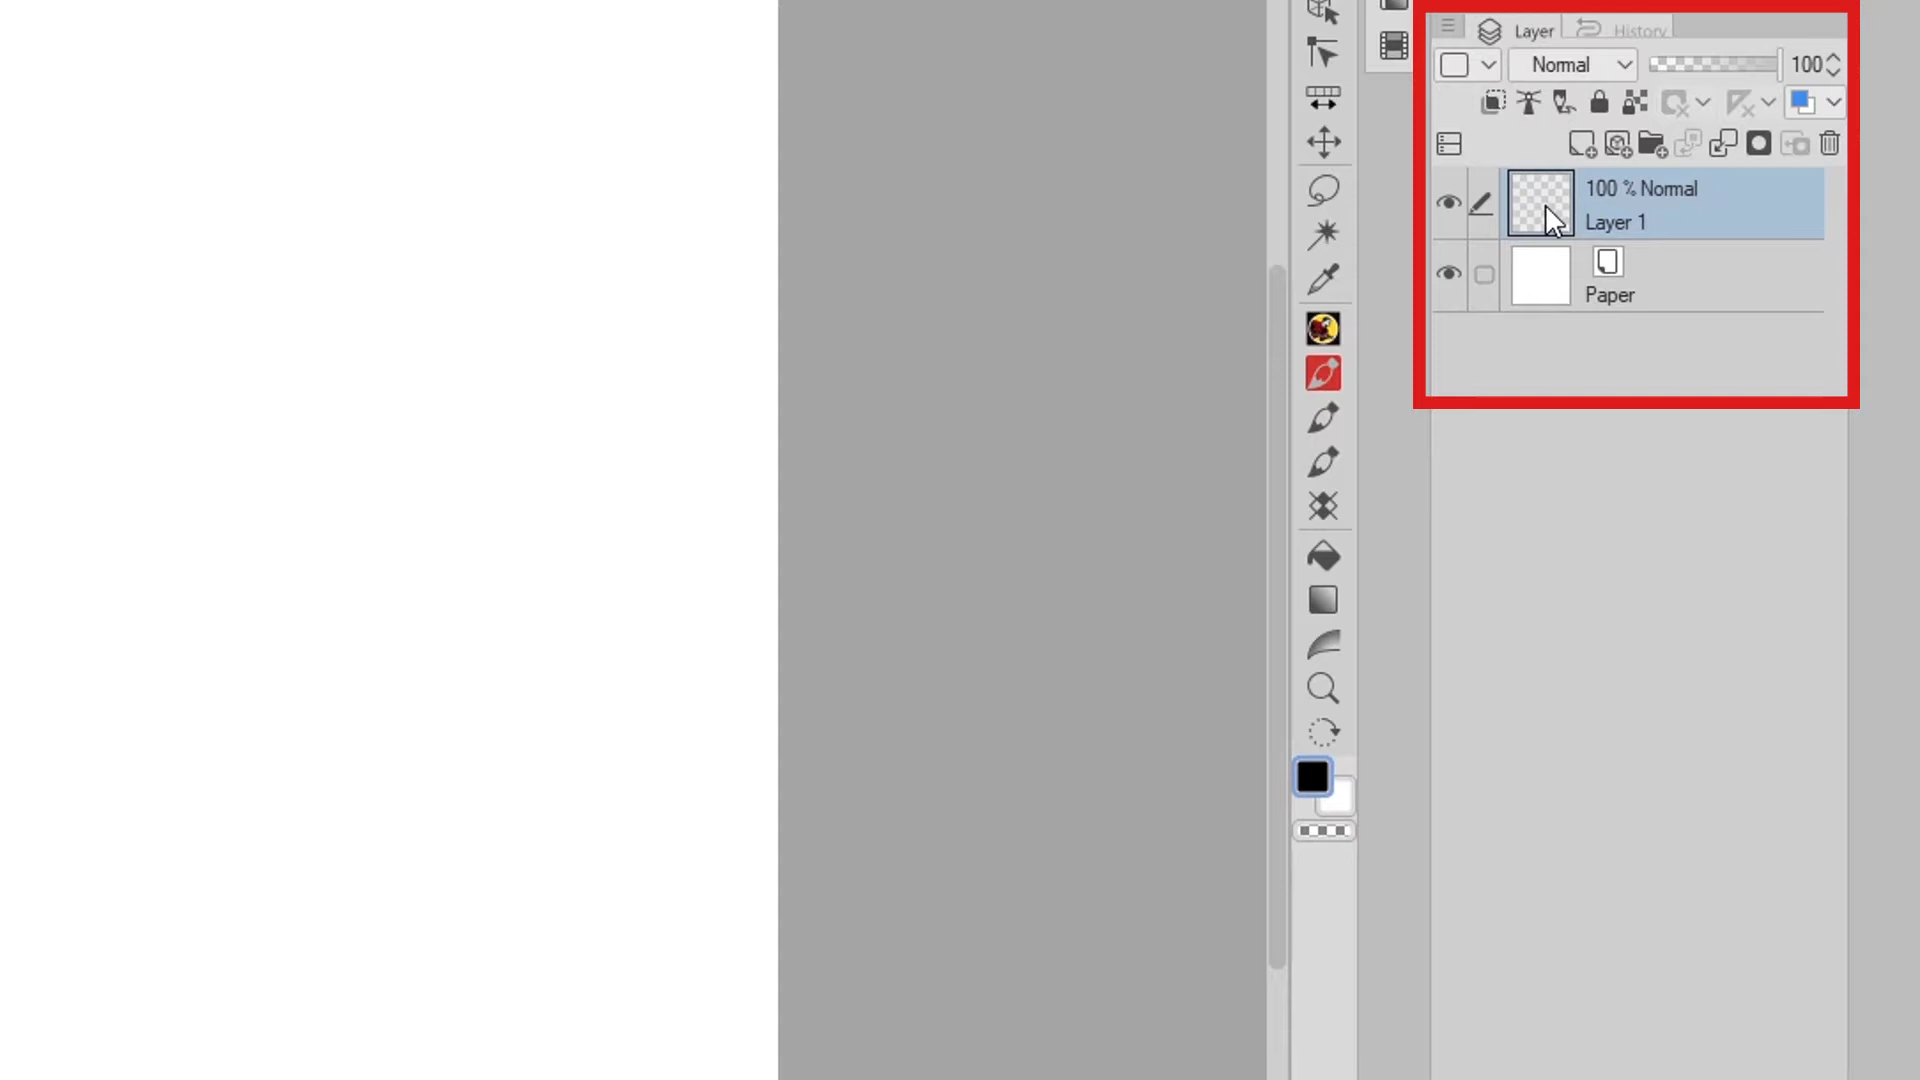 Layer History
Normal 100
100 % Normal
Layer 1
Paper